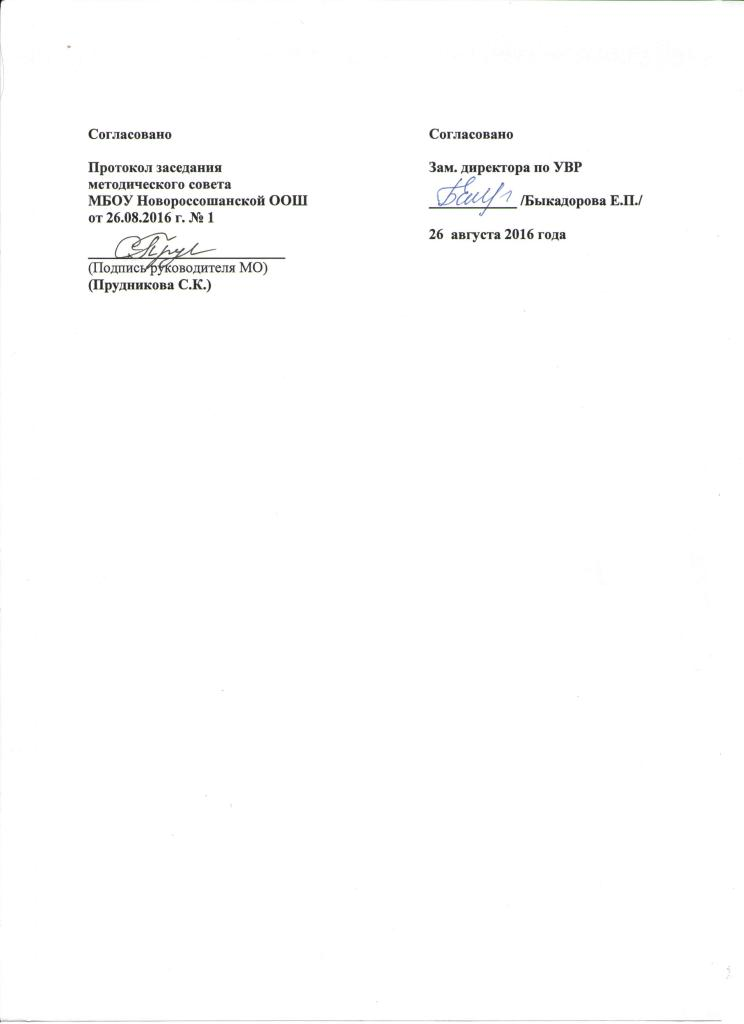 Согласовано
Протокол заседания
методического совета
МБОУ Новороссошанской ООШ
от 26.08.2016 г. № 1
(Подпись руководителя МО)
(Прудникова С.К.)
Согласовано
Зам. директора по УВР
/Быкадорова Е.П./
26 августа 2016 года